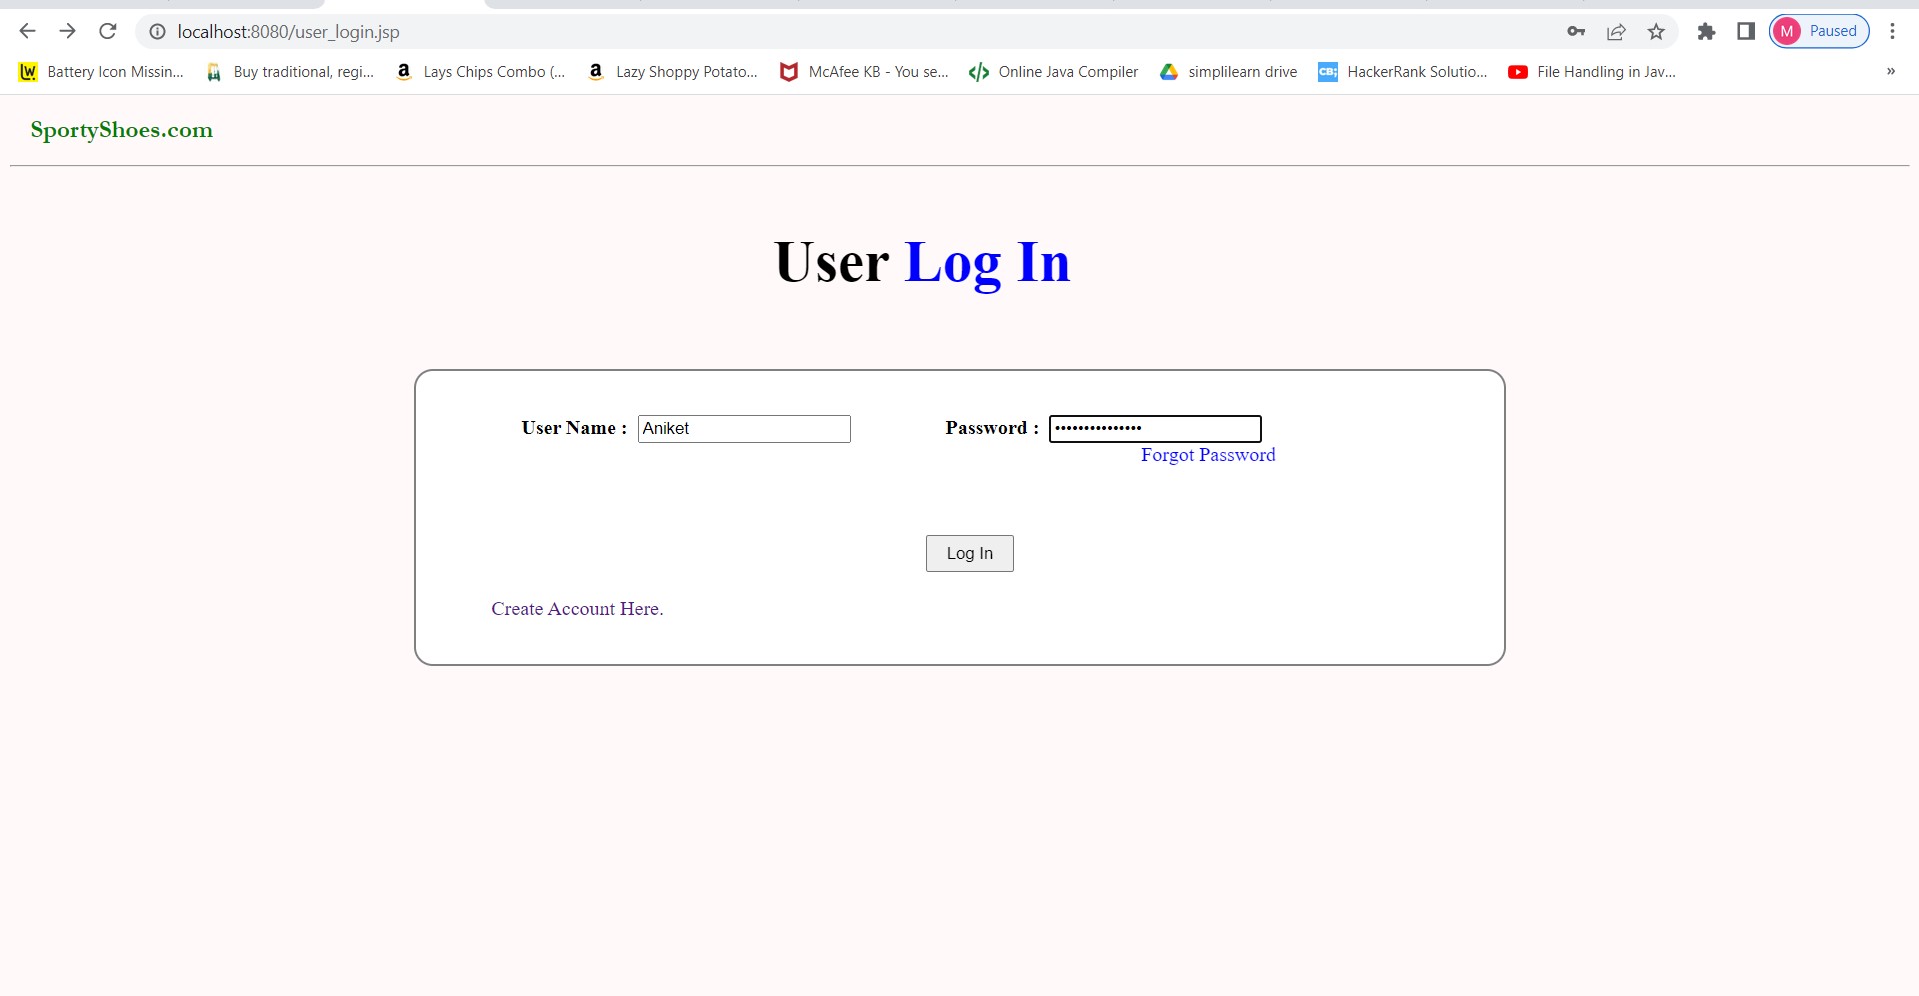 localhost:8080/user_login.jsp
M Paused
Battery Icon Missin... Buy traditional, regi... Lays Chips Combo (... Lazy Shoppy Potato... McAfee KB - You se... Online Java Compiler simplilearn drive HackerRank Solutio... File Handling in Jav... »
SportyShoes.com
User Log In
User Name : Aniket Password : •••••••••••••••
Forgot Password
Log In
Create Account Here.